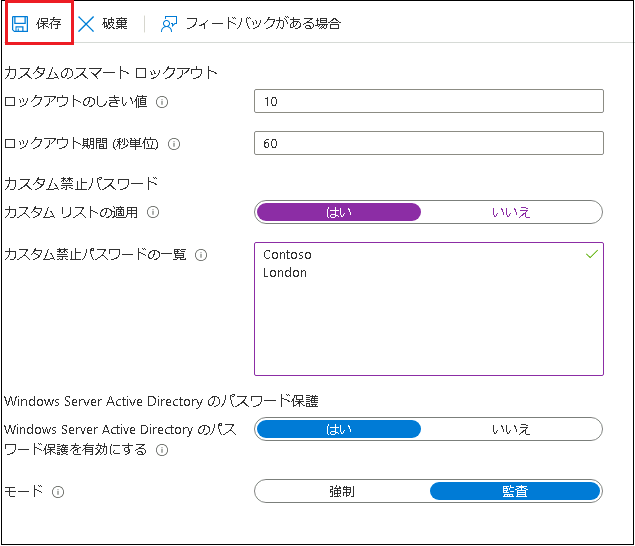 保存 破棄 フィードバックがある場合
カスタムのスマート ロックアウト
ロックアウトのしきい値 10
ロックアウト期間 (秒単位) 60
カスタム禁止パスワード
カスタム リストの適用 はい いいえ
カスタム禁止パスワードの一覧 Contoso
London
Windows Server Active Directory のパスワード保護
Windows Server Active Directory のパス はい いいえ
ワード保護を有効にする
モード 強制 監査